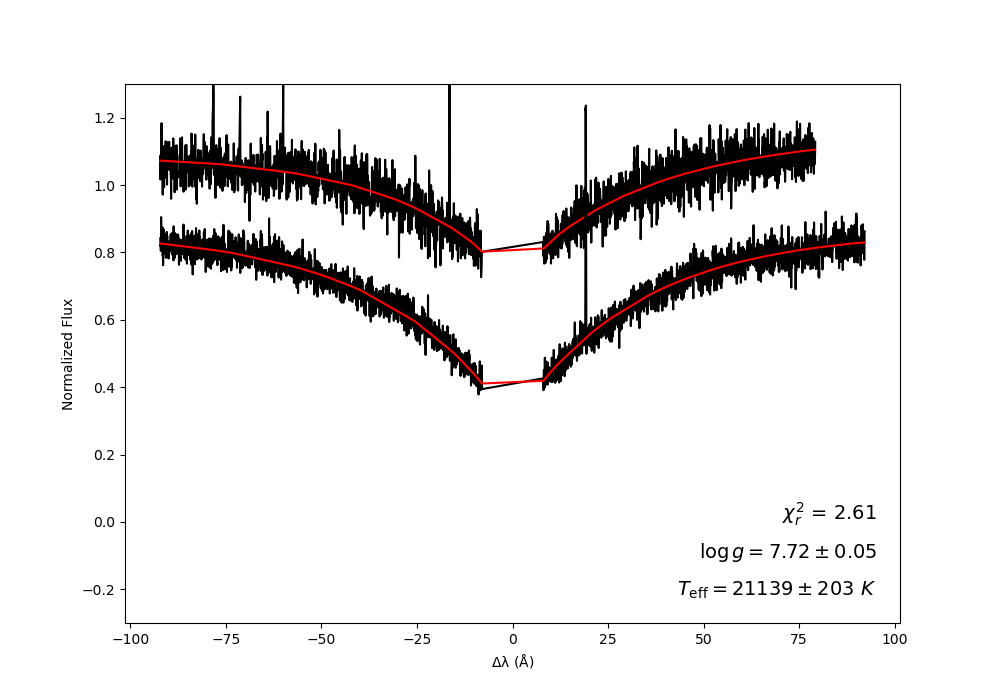 1.2
1.0
0.8
0.6
0.4
0.2
0.0
−0.2
Normalized Flux
χ²ᵣ = 2.61
log g = 7.72 ± 0.05
T_eff = 21139 ± 203 K
−100 −75 −50 −25 0 25 50 75 100
Δλ (Å)